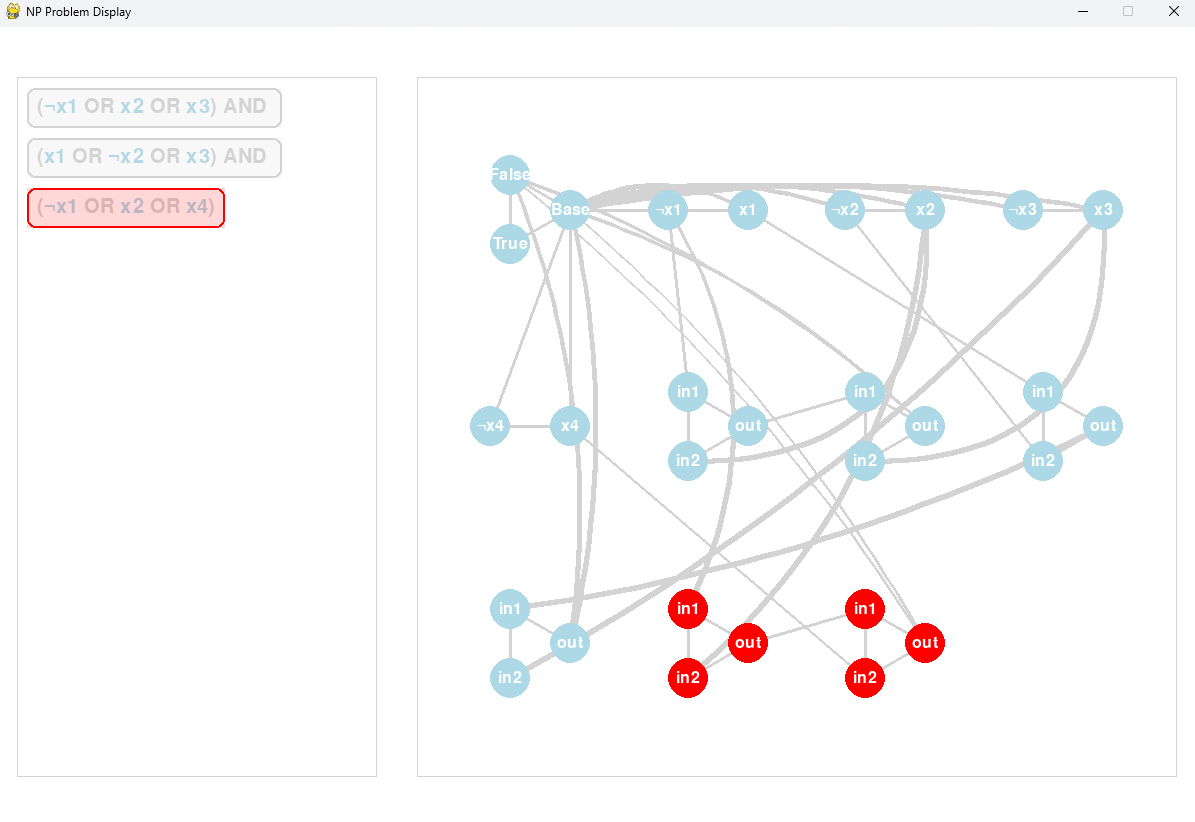 NP Problem Display
(¬x1 OR x2 OR x3) AND
(x1 OR ¬x2 OR x3) AND
(¬x1 OR x2 OR x4)
False
Base ¬x1 x1 ¬x2 x2 ¬x3 x3
True
in1 in1 in1
¬x4 x4 out out out
in2 in2 in2
in1 in1 in1
out out out
in2 in2 in2